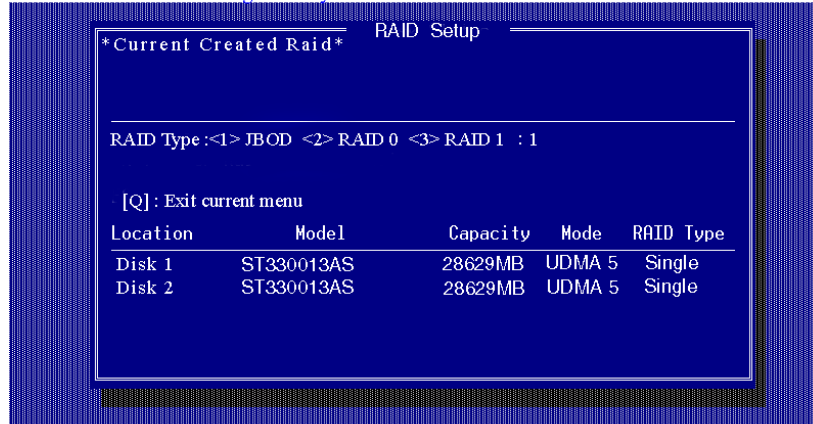 RAID Setup
*Current Created Raid*
RAID Type :<1> JBOD <2> RAID 0 <3> RAID 1 : 1
[Q] : Exit current menu
Location Model Capacity Mode RAID Type
Disk 1 ST330013AS 28629MB UDMA 5 Single
Disk 2 ST330013AS 28629MB UDMA 5 Single